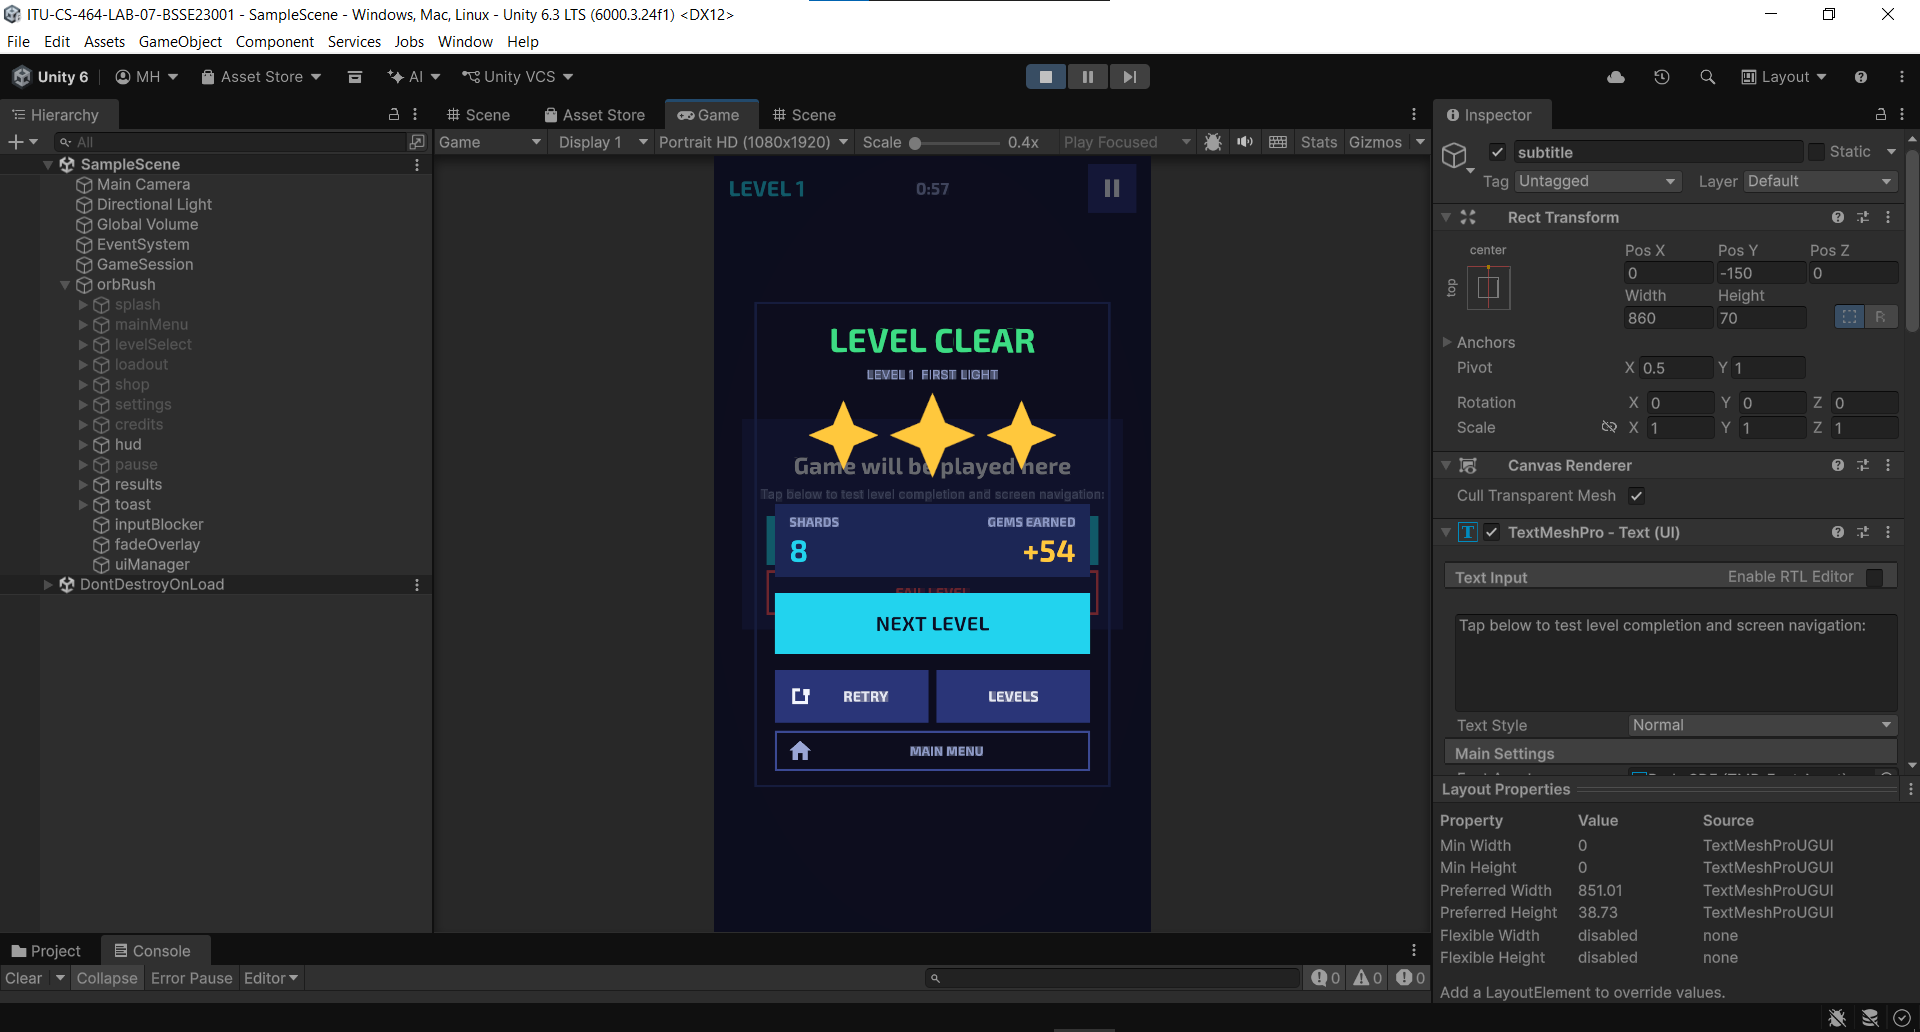 ITU-CS-464-LAB-07-BSSE23001 - SampleScene - Windows, Mac, Linux - Unity 6.3 LTS (6000.3.24f1) <DX12>
File Edit Assets GameObject Component Services Jobs Window Help
Unity 6 MH Asset Store AI Unity VCS Layout
Hierarchy
All
SampleScene
Main Camera
Directional Light
Global Volume
EventSystem
GameSession
orbRush
splash
mainMenu
levelSelect
loadout
shop
settings
credits
hud
pause
results
toast
inputBlocker
fadeOverlay
uiManager
DontDestroyOnLoad
Scene Asset Store Game Scene
Game Display 1 Portrait HD (1080x1920) Scale 0.4x Play Focused Stats Gizmos
LEVEL 1 0:57
LEVEL CLEAR
LEVEL 1 FIRST LIGHT
Game will be played here
Tap below to test level completion and screen navigation:
SHARDS GEMS EARNED
8 +54
FAIL LEVEL
NEXT LEVEL
RETRY LEVELS
MAIN MENU
Inspector
subtitle Static
Tag Untagged Layer Default
Rect Transform
center
top
Pos X Pos Y Pos Z
0 -150 0
Width Height
860 70
R
Anchors
Pivot X 0.5 Y 1
Rotation X 0 Y 0 Z 0
Scale X 1 Y 1 Z 1
Canvas Renderer
Cull Transparent Mesh
TextMeshPro - Text (UI)
Text Input Enable RTL Editor
Tap below to test level completion and screen navigation:
Text Style Normal
Main Settings
Layout Properties
Property Value Source
Min Width 0 TextMeshProUGUI
Min Height 0 TextMeshProUGUI
Preferred Width 851.01 TextMeshProUGUI
Preferred Height 38.73 TextMeshProUGUI
Flexible Width disabled none
Flexible Height disabled none
Add a LayoutElement to override values.
Project Console
Clear Collapse Error Pause Editor 0 0 0